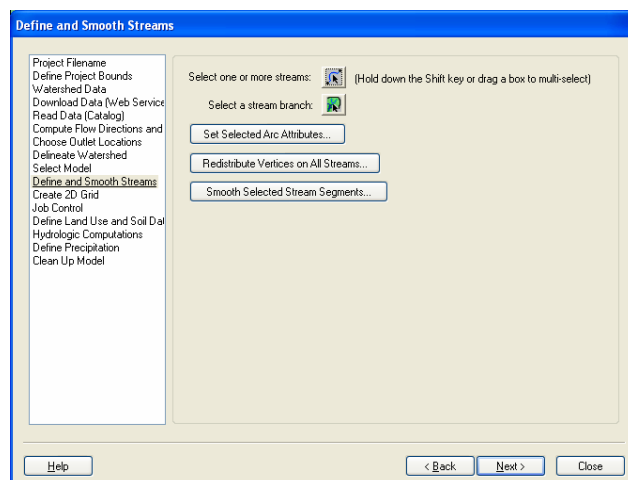 Define and Smooth Streams
Project Filename
Define Project Bounds
Watershed Data
Download Data (Web Service
Read Data (Catalog)
Compute Flow Directions and
Choose Outlet Locations
Delineate Watershed
Select Model
Define and Smooth Streams
Create 2D Grid
Job Control
Define Land Use and Soil Dat
Hydrologic Computations
Define Precipitation
Clean Up Model
Select one or more streams:
(Hold down the Shift key or drag a box to multi-select)
Select a stream branch:
Set Selected Arc Attributes...
Redistribute Vertices on All Streams...
Smooth Selected Stream Segments...
Help
< Back
Next >
Close